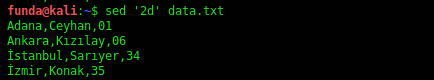 funda@kali:~$ sed '2d' data.txt
Adana,Ceyhan,01
Ankara,Kızılay,06
İstanbul,Sarıyer,34
İzmir,Konak,35